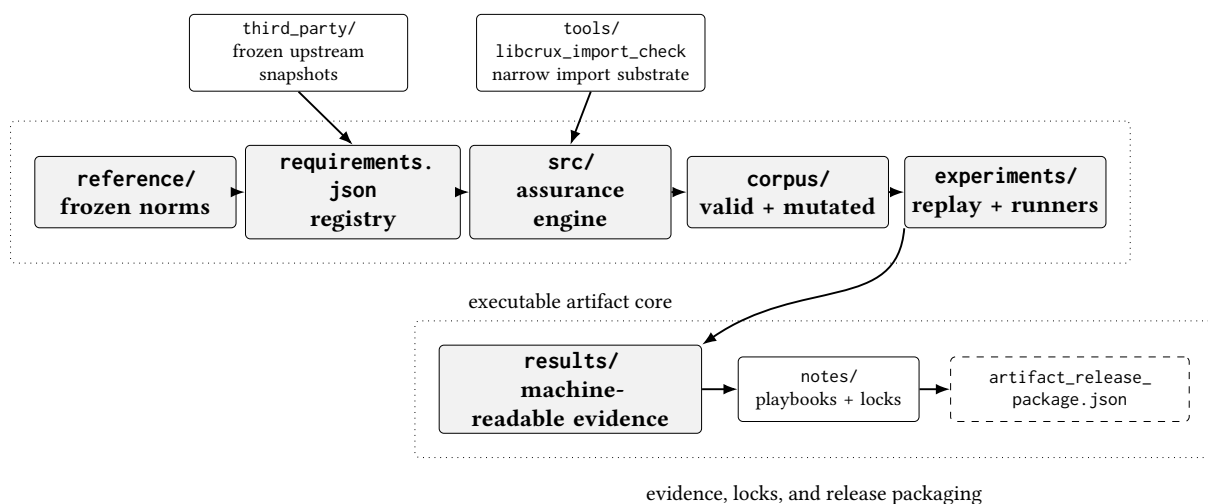 third_party/
frozen upstream
snapshots
tools/
libcrux_import_check
narrow import substrate
reference/
frozen norms
requirements.
json
registry
src/
assurance
engine
corpus/
valid + mutated
experiments/
replay + runners
executable artifact core
results/
machine-
readable evidence
notes/
playbooks + locks
artifact_release_
package.json
evidence, locks, and release packaging